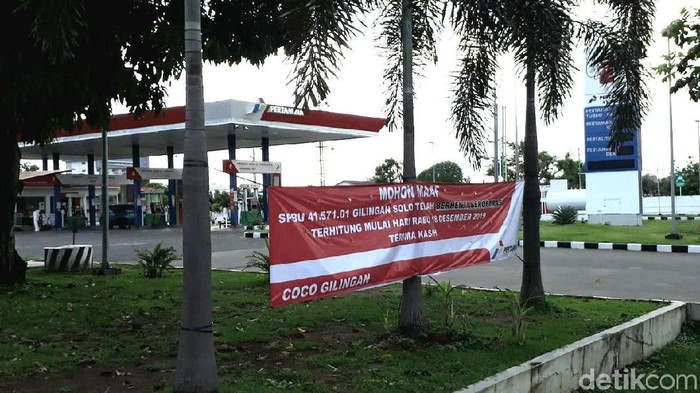 PERTAMINA
MOHON MAAF
SPBU 41.571.01 GILINGAN SOLO TELAH BERHENTI BEROPERASI
TERHITUNG MULAI HARI RABU 18 DESEMBER 2019
TERIMA KASIH
COCO GILINGAN
PERTAMINA
detikcom